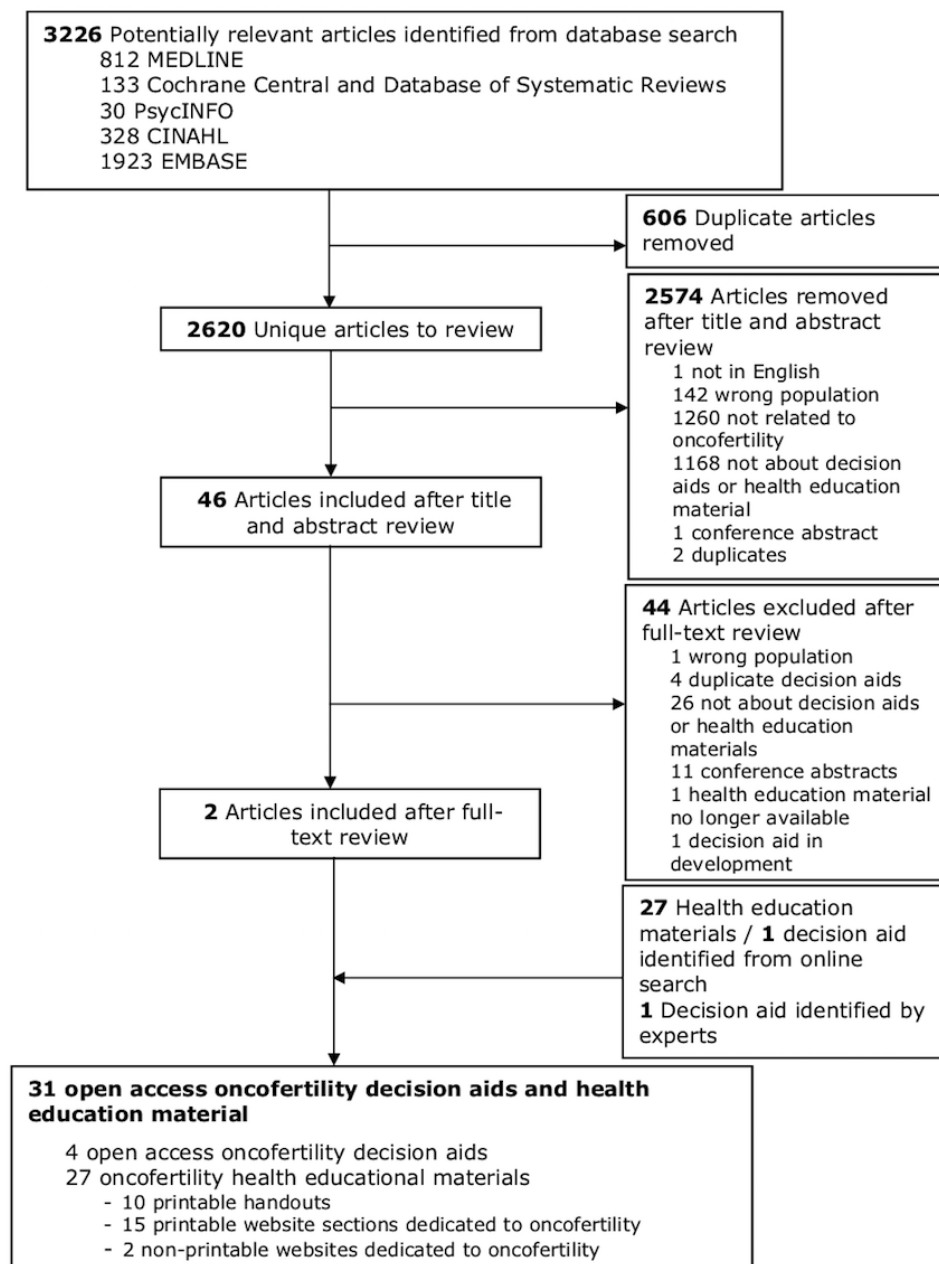 3226 Potentially relevant articles identified from database search
812 MEDLINE
133 Cochrane Central and Database of Systematic Reviews
30 PsycINFO
328 CINAHL
1923 EMBASE
606 Duplicate articles
removed
2620 Unique articles to review
2574 Articles removed
after title and abstract
review
1 not in English
142 wrong population
1260 not related to
oncofertility
1168 not about decision
aids or health education
material
1 conference abstract
2 duplicates
46 Articles included after title
and abstract review
44 Articles excluded after
full-text review
1 wrong population
4 duplicate decision aids
26 not about decision aids
or health education
materials
11 conference abstracts
1 health education material
no longer available
1 decision aid in
development
2 Articles included after full-
text review
27 Health education
materials / 1 decision aid
identified from online
search
1 Decision aid identified by
experts
31 open access oncofertility decision aids and health
education material
4 open access oncofertility decision aids
27 oncofertility health educational materials
- 10 printable handouts
- 15 printable website sections dedicated to oncofertility
- 2 non-printable websites dedicated to oncofertility